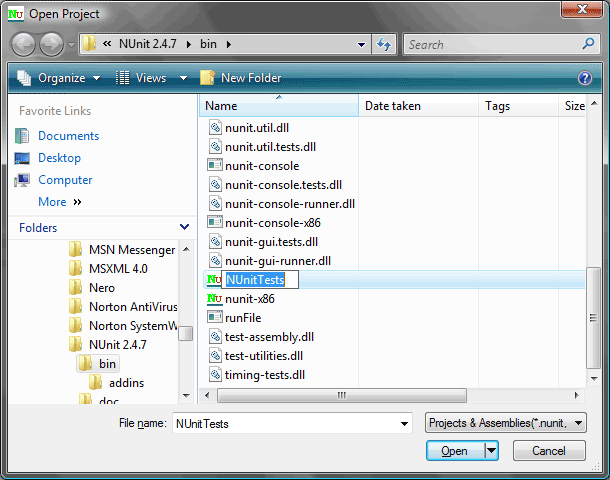 Open Project
« NUnit 2.4.7 bin
Search
Organize Views New Folder
Favorite Links
Documents
Desktop
Computer
More »
Folders
MSN Messenger
MSXML 4.0
Nero
Norton AntiVirus
Norton SystemW
NUnit 2.4.7
bin
addins
doc
Name Date taken Tags Size
nunit.util.dll
nunit.util.tests.dll
nunit-console
nunit-console.tests.dll
nunit-console-runner.dll
nunit-console-x86
nunit-gui.tests.dll
nunit-gui-runner.dll
NUnitTests
nunit-x86
runFile
test-assembly.dll
test-utilities.dll
timing-tests.dll
File name: NUnitTests
Projects & Assemblies(*.nunit,
Open Cancel